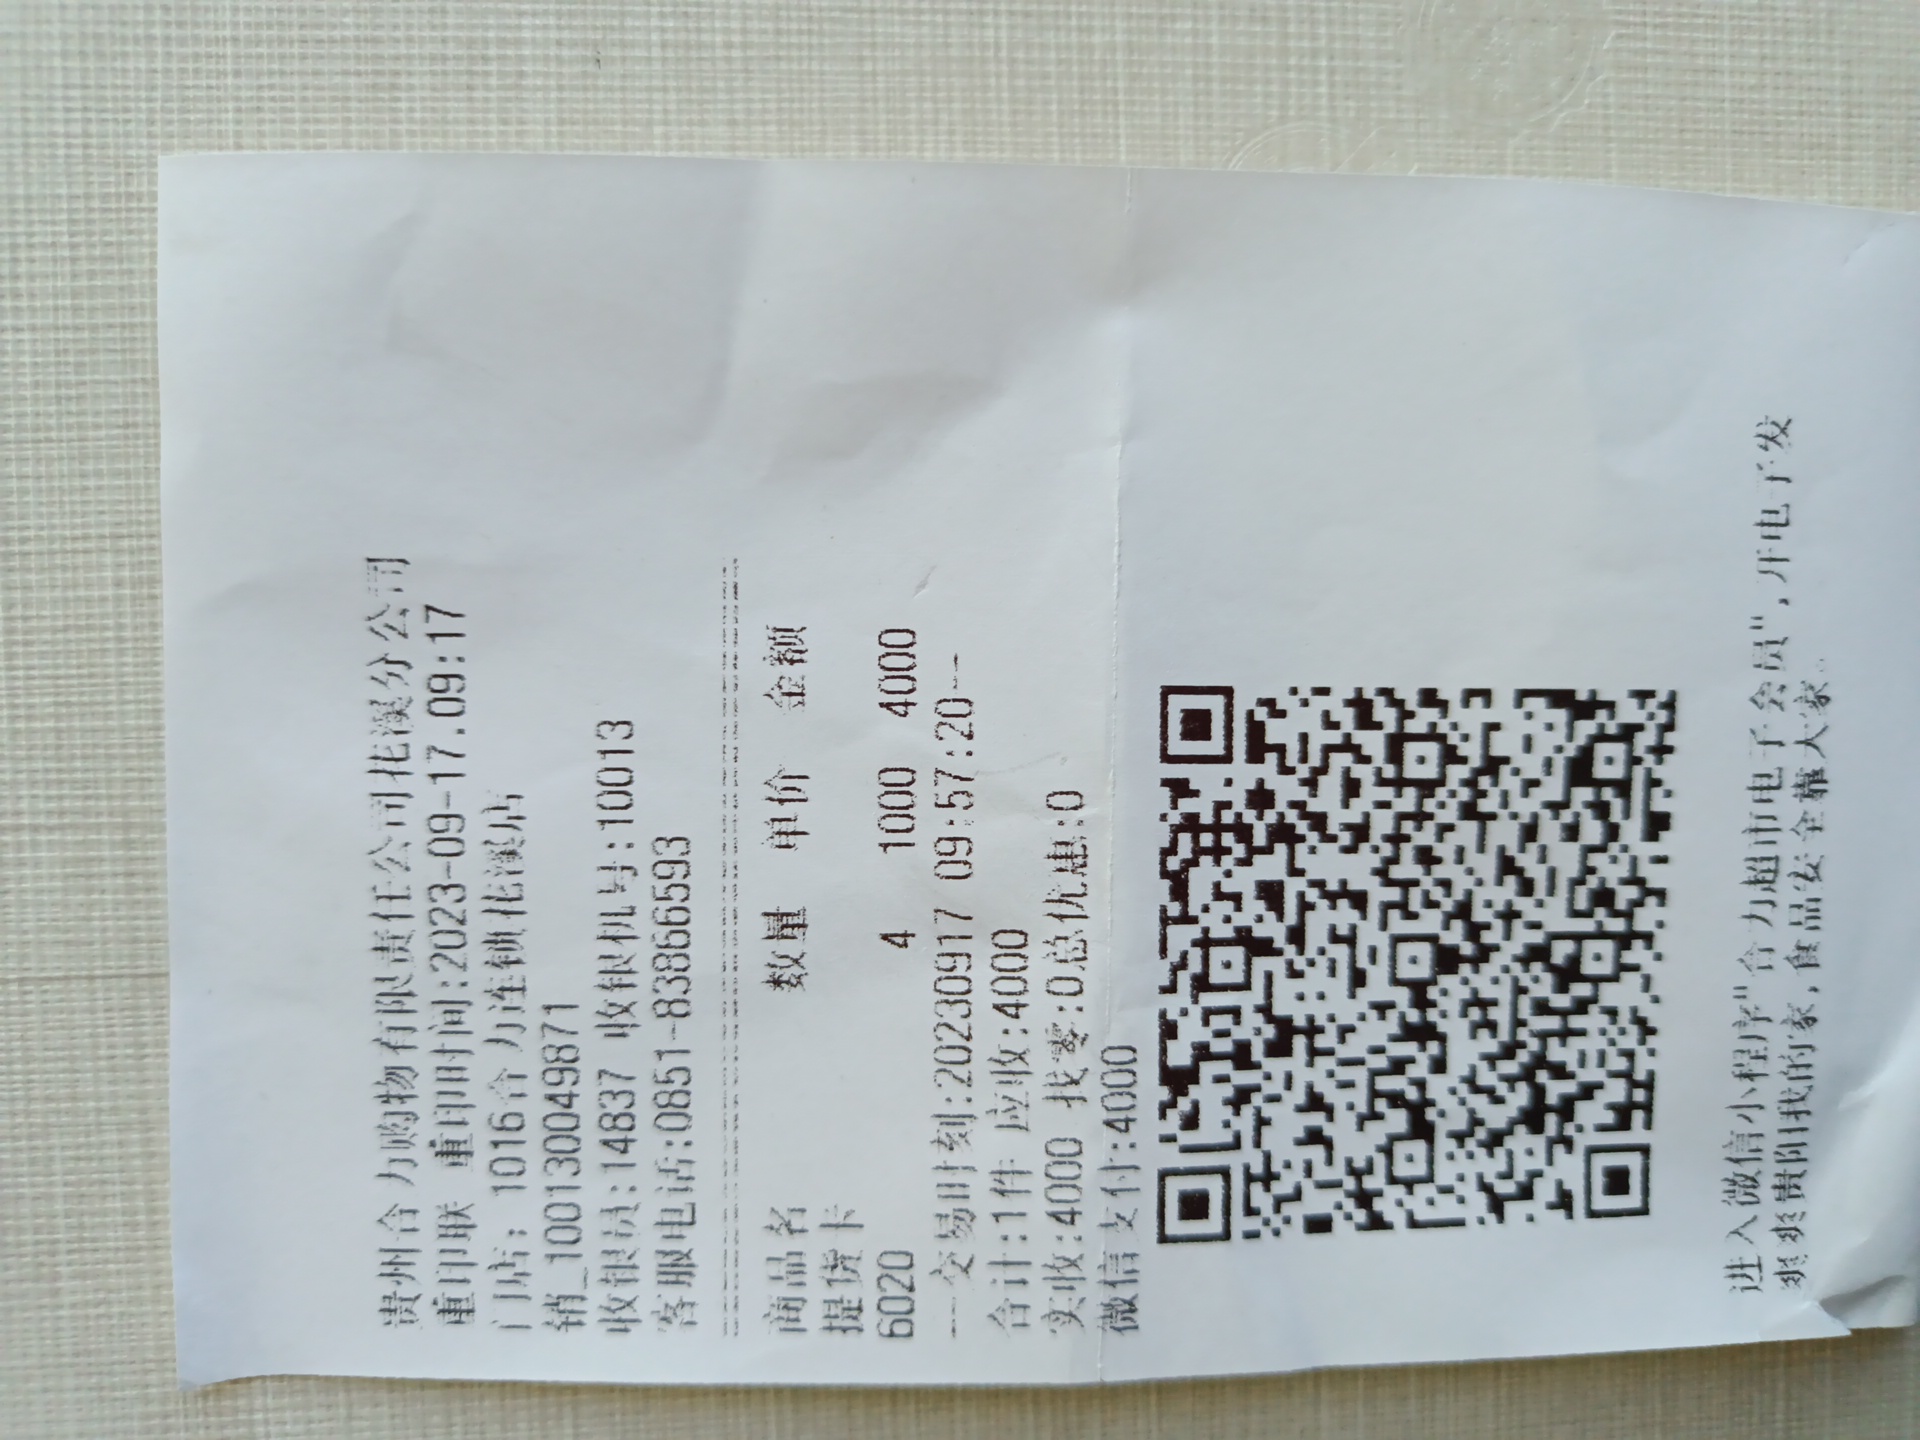 贵州合力购物有限责任公司花溪分公司
重印联 重印时间:2023-09-17.09:17
门店: 1016合力连锁花溪店
销_100130049871
收银员:14837 收银机号:10013
客服电话:0851-83866593
商品名 数量 单价 金额
提货卡
6020 4 1000 4000
--交易时刻:20230917 09:57:20--
合计:1件 应收:4000
实收:4000 找零:0总优惠:0
微信支付:4000
进入微信小程序"合力超市电子会员",开电子发
爽爽贵阳我的家,食品安全靠大家。